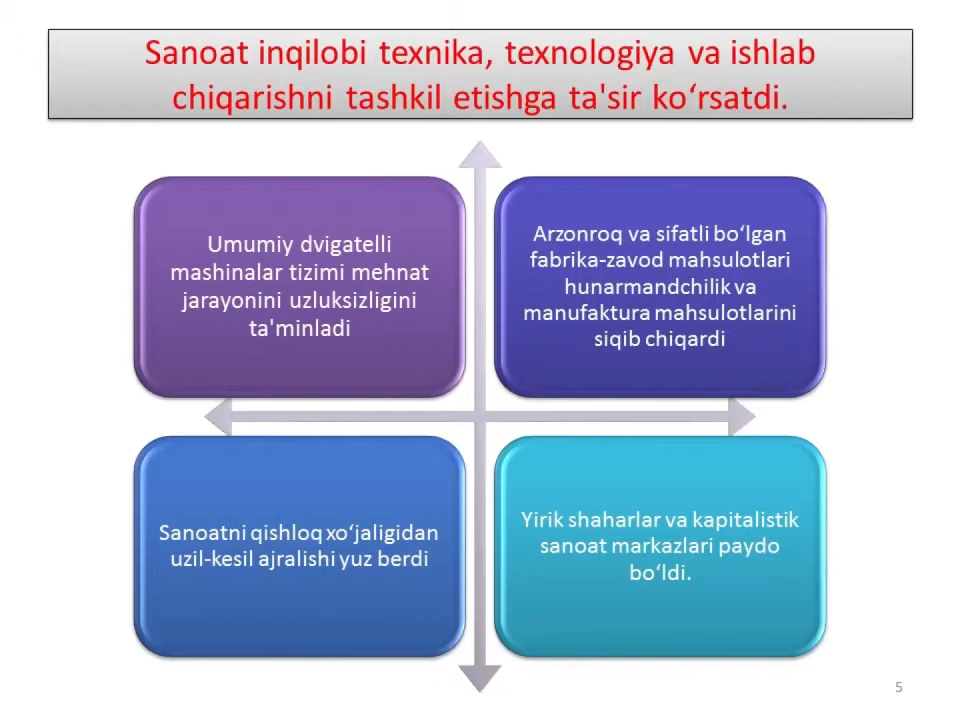 Sanoat inqilobi texnika, texnologiya va ishlab
chiqarishni tashkil etishga ta'sir ko‘rsatdi.
Umumiy dvigatelli
mashinalar tizimi mehnat
jarayonini uzluksizligini
ta'minladi
Arzonroq va sifatli bo‘lgan
fabrika-zavod mahsulotlari
hunarmandchilik va
manufaktura mahsulotlarini
siqib chiqardi
Sanoatni qishloq xo‘jaligidan
uzil-kesil ajralishi yuz berdi
Yirik shaharlar va kapitalistik
sanoat markazlari paydo
bo‘ldi.
5